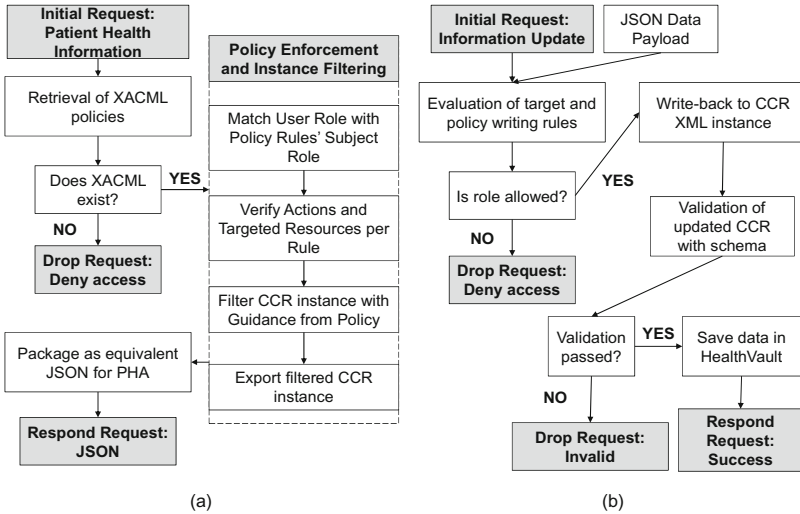 Initial Request:
Patient Health
Information
Retrieval of XACML
policies
Does XACML
exist?
YES
NO
Drop Request:
Deny access
Policy Enforcement
and Instance Filtering
Match User Role with
Policy Rules' Subject
Role
Verify Actions and
Targeted Resources per
Rule
Filter CCR instance with
Guidance from Policy
Export filtered CCR
instance
Package as equivalent
JSON for PHA
Respond Request:
JSON
(a)
Initial Request:
Information Update
JSON Data
Payload
Evaluation of target and
policy writing rules
Is role allowed?
YES
NO
Drop Request:
Deny access
Write-back to CCR
XML instance
Validation of
updated CCR
with schema
Validation
passed?
YES
NO
Drop Request:
Invalid
Save data in
HealthVault
Respond
Request:
Success
(b)